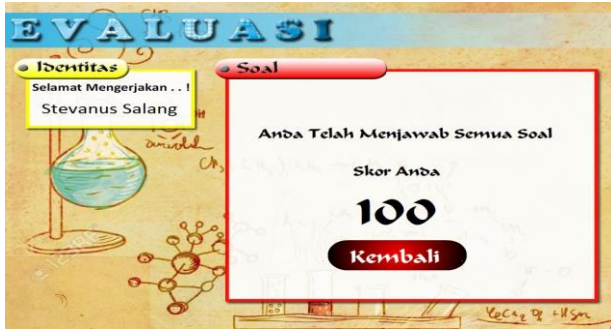 EVALUASI
Identitas
Selamat Mengerjakan . . !
Stevanus Salang
Soal
Anda Telah Menjawab Semua Soal
Skor Anda
100
Kembali